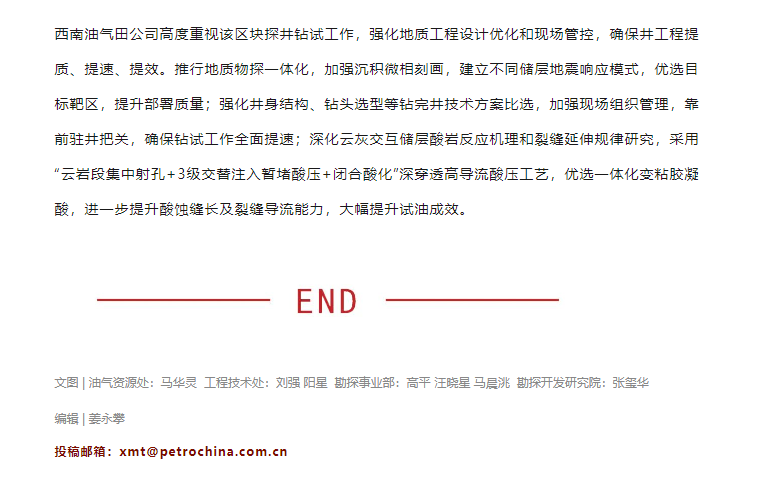 西南油气田公司高度重视该区块探井钻试工作，强化地质工程设计优化和现场管控，确保井工程提
质、提速、提效。推行地质物探一体化，加强沉积微相刻画，建立不同储层地震响应模式，优选目
标靶区，提升部署质量；强化井身结构、钻头选型等钻完井技术方案比选，加强现场组织管理，靠
前驻井把关，确保钻试工作全面提速；深化云灰交互储层酸岩反应机理和裂缝延伸规律研究，采用
“云岩段集中射孔+3级交替注入暂堵酸压+闭合酸化”深穿透高导流酸压工艺，优选一体化变粘胶凝
酸，进一步提升酸蚀缝长及裂缝导流能力，大幅提升试油成效。
END
文图 | 油气资源处：马华灵 工程技术处：刘强 阳星 勘探事业部：高平 汪晓星 马晨洮 勘探开发研究院：张玺华
编辑 | 姜永攀
投稿邮箱：xmt@petrochina.com.cn